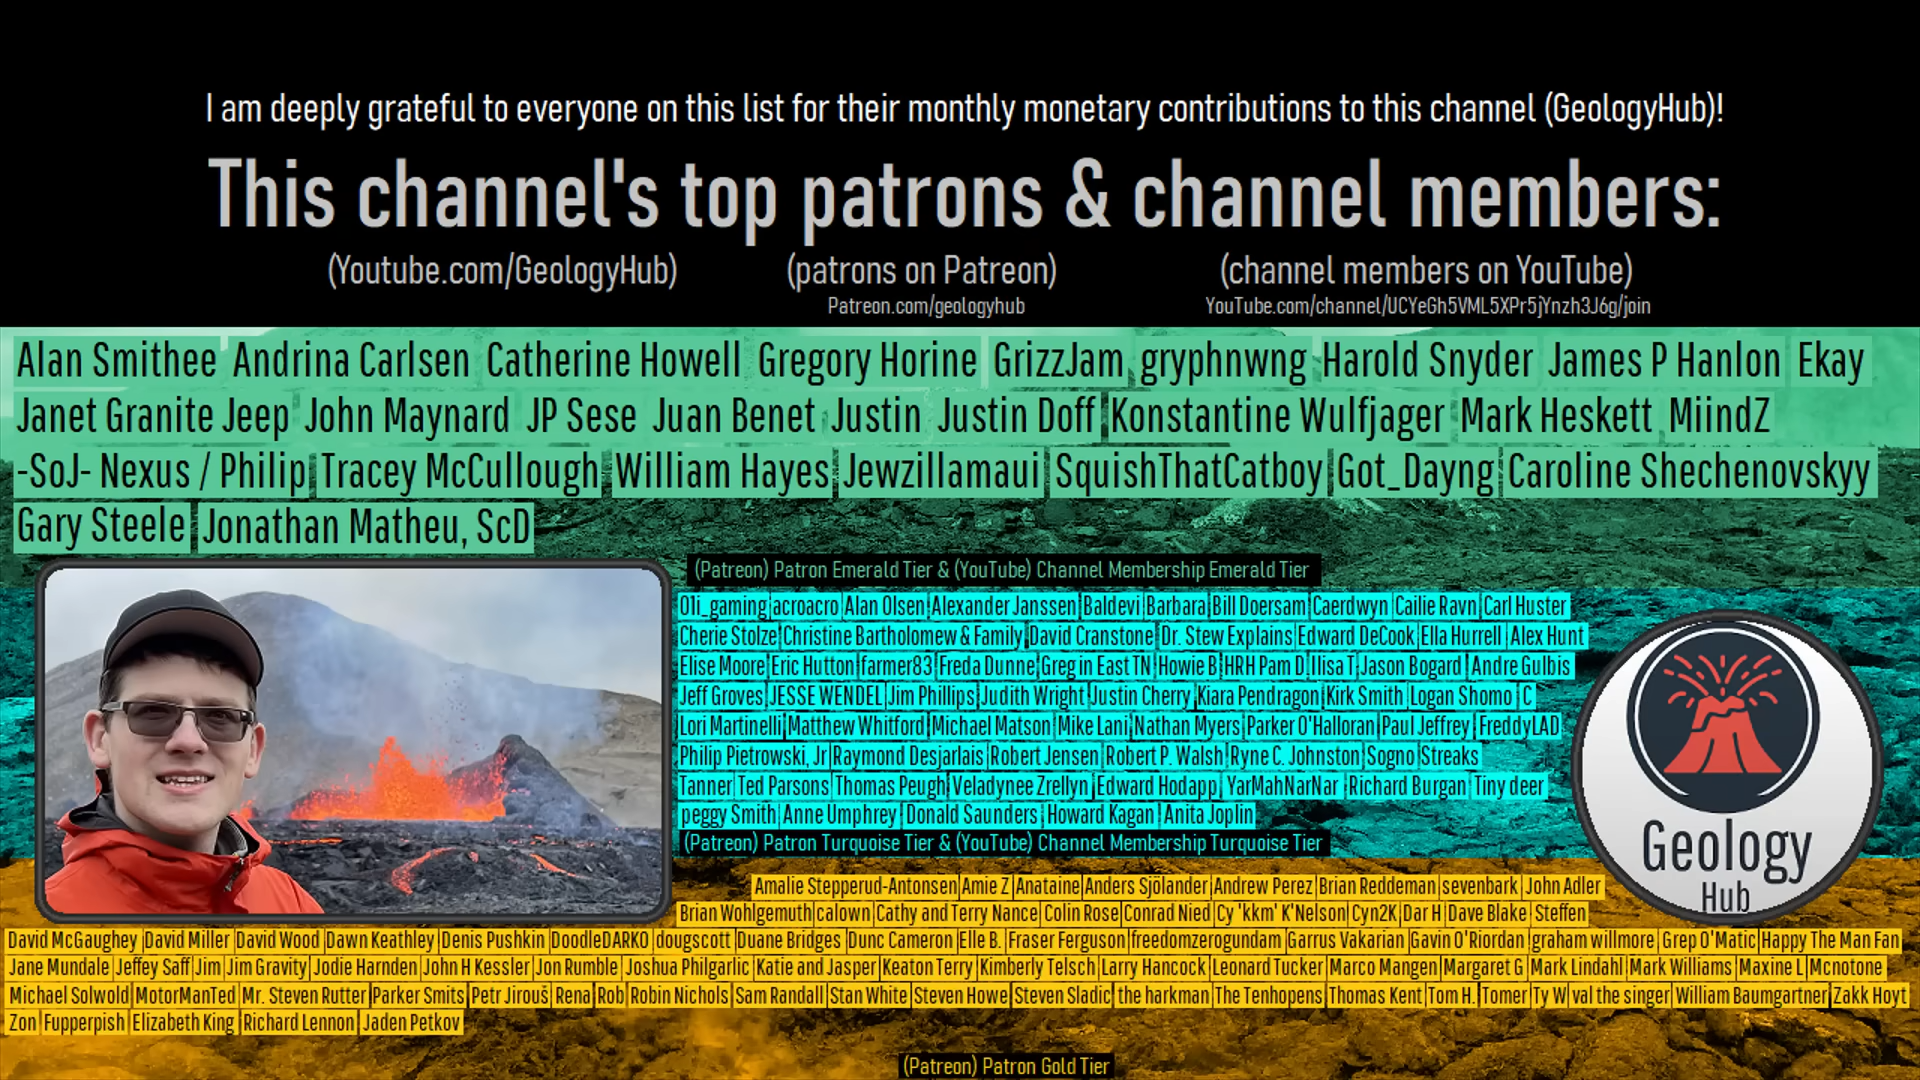 I am deeply grateful to everyone on this list for their monthly monetary contributions to this channel (GeologyHub)!
This channel's top patrons & channel members:
(Youtube.com/GeologyHub) (patrons on Patreon) (channel members on YouTube)
Patreon.com/geologyhub YouTube.com/channel/UCYeGh5VML5XPr5jYnzh3J6g/join
Alan Smithee Andrina Carlsen Catherine Howell Gregory Horine GrizzJam gryphnwng Harold Snyder James P Hanlon Ekay
Janet Granite Jeep John Maynard JP Sese Juan Benet Justin Justin Doff Konstantine Wulfjager Mark Heskett MiindZ
-SoJ- Nexus / Philip Tracey McCullough William Hayes Jewzillamaui SquishThatCatboy Got_Dayng Caroline Shechenovskyy
Gary Steele Jonathan Matheu, ScD
(Patreon) Patron Emerald Tier & (YouTube) Channel Membership Emerald Tier
01i_gaming acroacro Alan Olsen Alexander Janssen Baldevi Barbara Bill Doersam Caerdwyn Cailie Ravn Carl Huster
Cherie Stolze Christine Bartholomew & Family David Cranstone Dr. Stew Explains Edward DeCook Ella Hurrell Alex Hunt
Elise Moore Eric Hutton farmer83 Freda Dunne Greg in East TN Howie B HRH Pam D Ilisa T Jason Bogard Andre Gulbis
Jeff Groves JESSE WENDEL Jim Phillips Judith Wright Justin Cherry Kiara Pendragon Kirk Smith Logan Shomo C
Lori Martinelli Matthew Whitford Michael Matson Mike Lani Nathan Myers Parker O'Halloran Paul Jeffrey FreddyLAD
Philip Pietrowski, Jr Raymond Desjarlais Robert Jensen Robert P. Walsh Ryne C. Johnston Sogno Streaks
Tanner Ted Parsons Thomas Peugh Veladynee Zrellyn Edward Hodapp YarMahNarNar Richard Burgan Tiny deer
peggy Smith Anne Umphrey Donald Saunders Howard Kagan Anita Joplin
(Patreon) Patron Turquoise Tier & (YouTube) Channel Membership Turquoise Tier
Geology
Hub
Amalie Stepperud-Antonsen Amie Z Anataine Anders Sjölander Andrew Perez Brian Reddeman sevenbark John Adler
Brian Wohlgemuth calown Cathy and Terry Nance Colin Rose Conrad Nied Cy 'kkm' K'Nelson Cyn2K Dar H Dave Blake Steffen
David McGaughey David Miller David Wood Dawn Keathley Denis Pushkin DoodleDARKO dougscott Duane Bridges Dunc Cameron Elle B. Fraser Ferguson freedomzerogundam Garrus Vakarian Gavin O'Riordan graham willmore Grep O'Matic Happy The Man Fan
Jane Mundale Jeffey Saff Jim Jim Gravity Jodie Harnden John H Kessler Jon Rumble Joshua Philgarlic Katie and Jasper Keaton Terry Kimberly Telsch Larry Hancock Leonard Tucker Marco Mangen Margaret G Mark Lindahl Mark Williams Maxine L Mcnotone
Michael Solwold MotorManTed Mr. Steven Rutter Parker Smits Petr Jirouš Rena Rob Robin Nichols Sam Randall Stan White Steven Howe Steven Sladic the harkman The Tenhopens Thomas Kent Tom H. Tomer Ty W val the singer William Baumgartner Zakk Hoyt
Zon Fupperpish Elizabeth King Richard Lennon Jaden Petkov
(Patreon) Patron Gold Tier